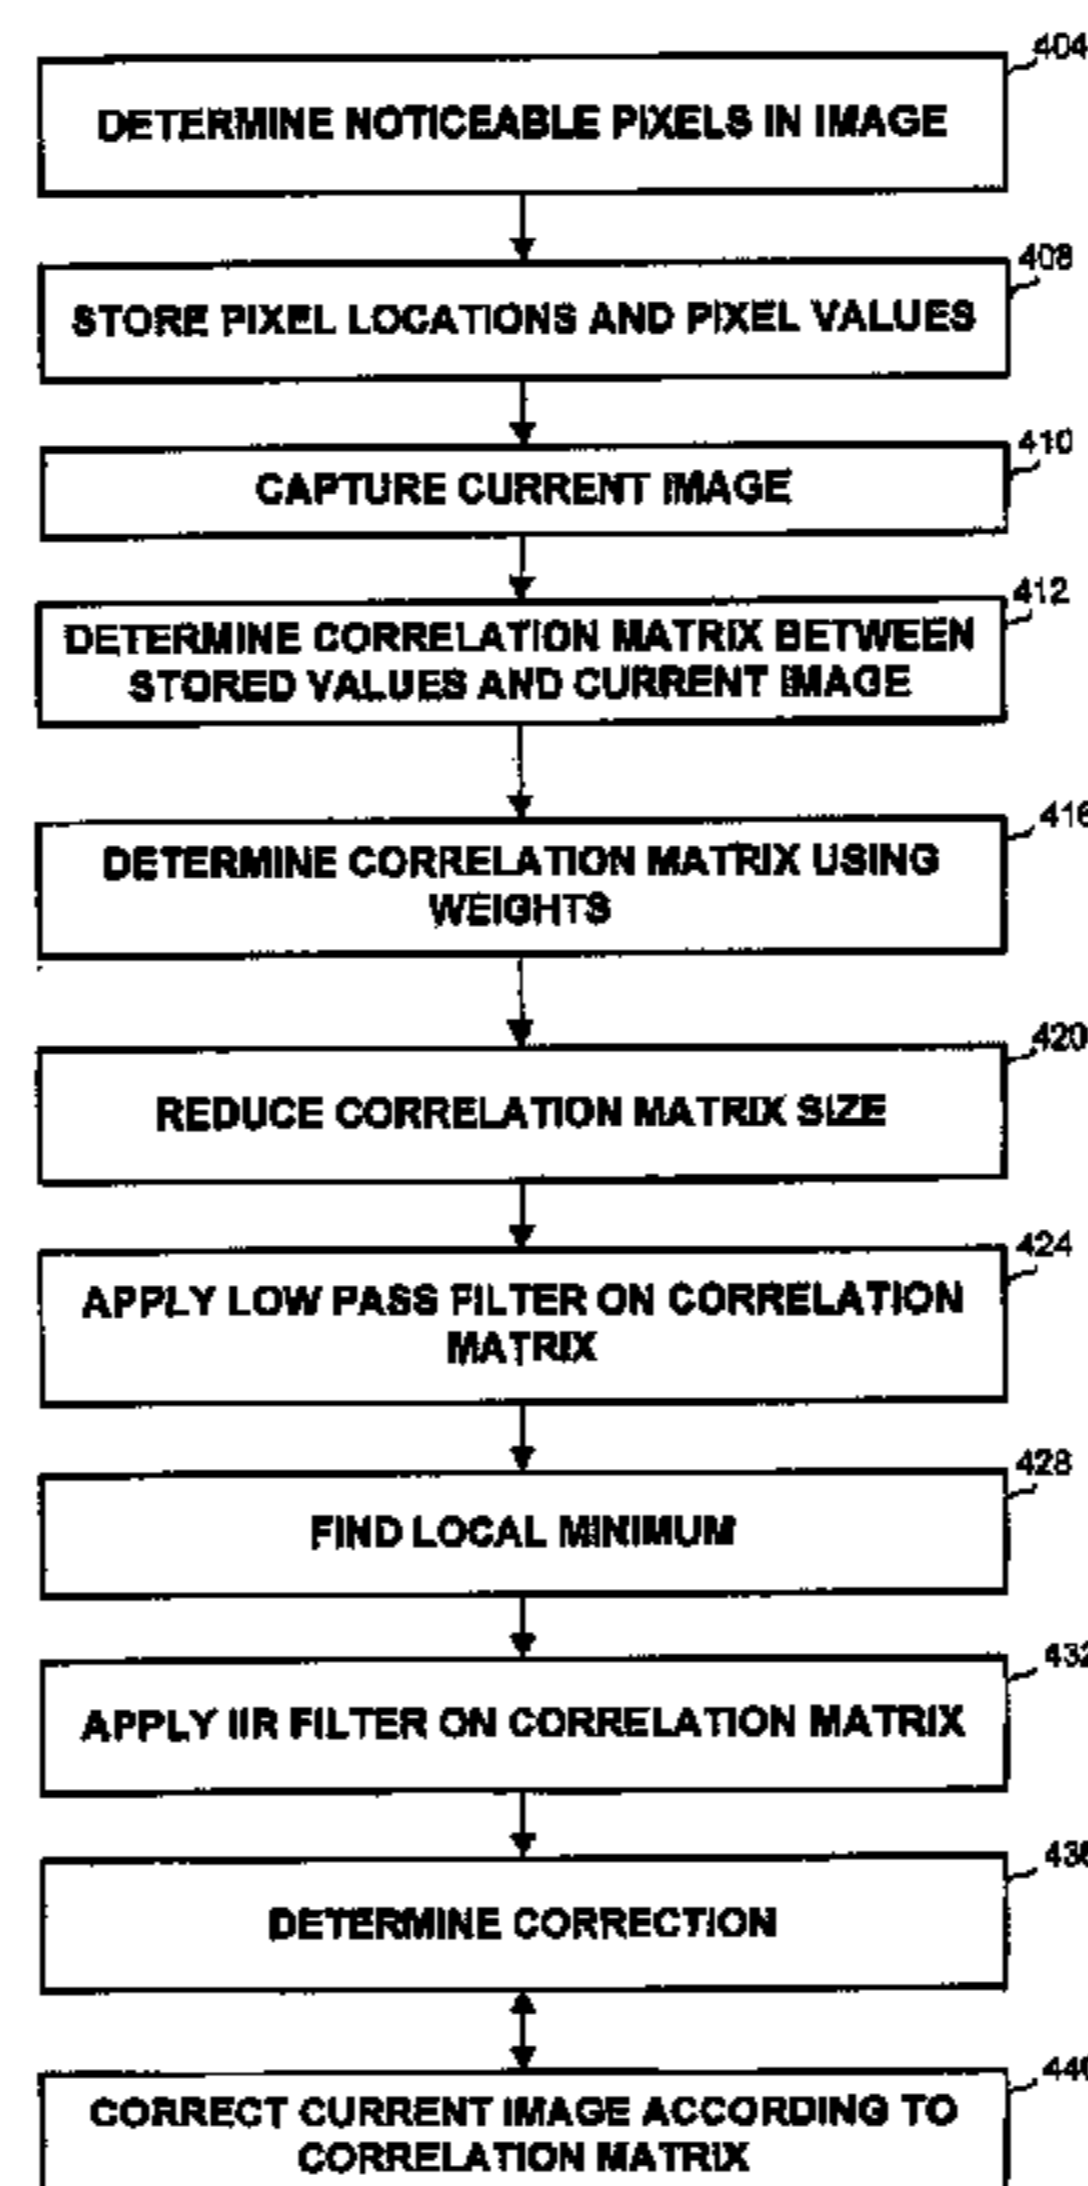 404
DETERMINE NOTICEABLE PIXELS IN IMAGE
408
STORE PIXEL LOCATIONS AND PIXEL VALUES
410
CAPTURE CURRENT IMAGE
412
DETERMINE CORRELATION MATRIX BETWEEN
STORED VALUES AND CURRENT IMAGE
416
DETERMINE CORRELATION MATRIX USING
WEIGHTS
420
REDUCE CORRELATION MATRIX SIZE
424
APPLY LOW PASS FILTER ON CORRELATION
MATRIX
428
FIND LOCAL MINIMUM
432
APPLY IIR FILTER ON CORRELATION MATRIX
DETERMINE CORRECTION
440
CORRECT CURRENT IMAGE ACCORDING TO
CORRELATION MATRIX